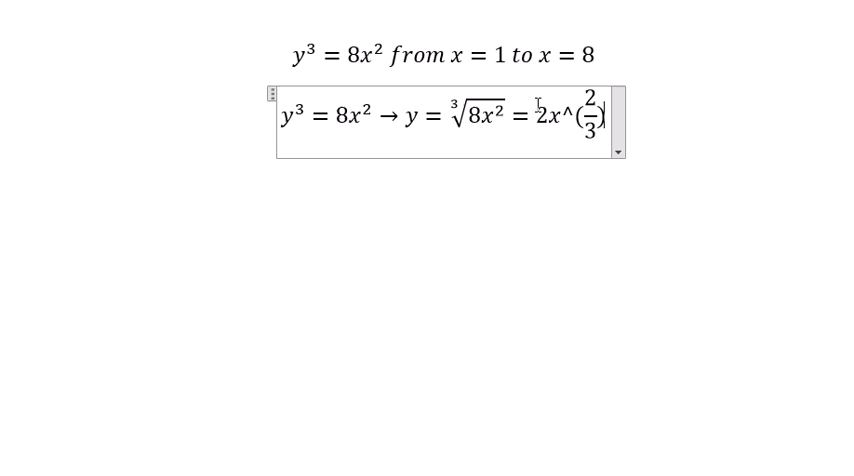 y³ = 8x² from x = 1 to x = 8
y³ = 8x² → y = ∛(8x²) = 2x^(2/3)